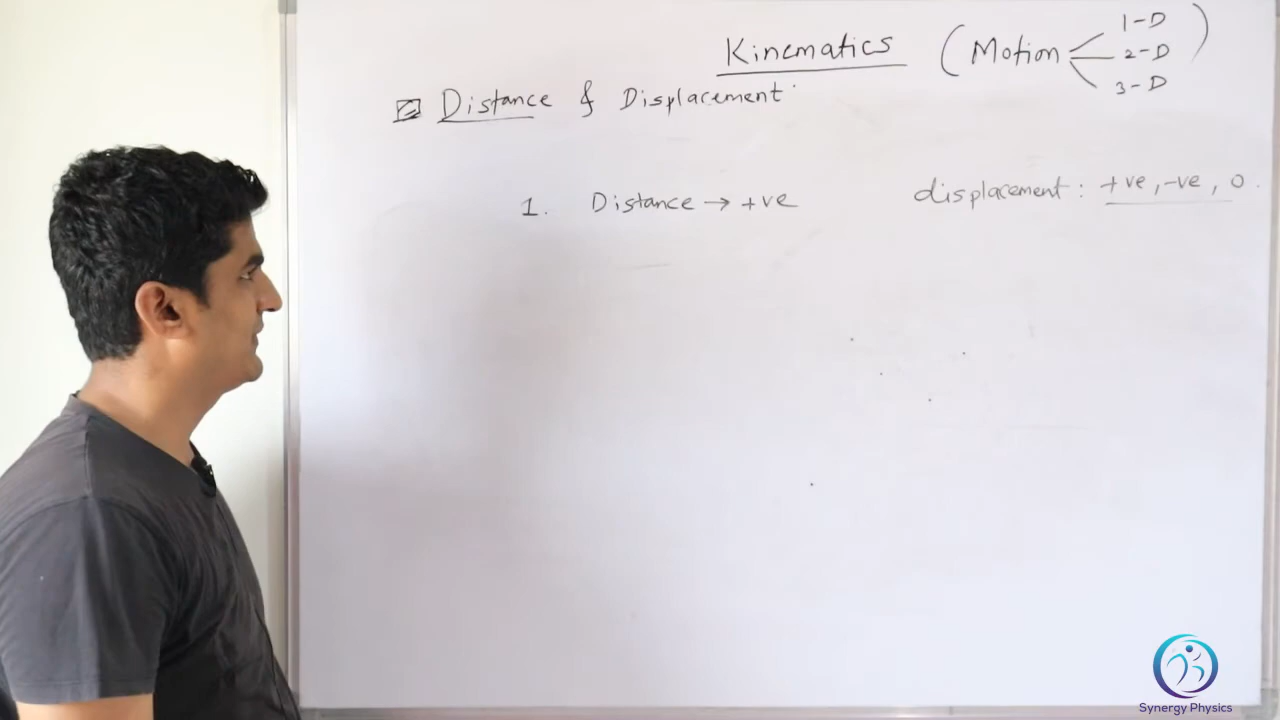 Kinematics (Motion 1-D
2-D
3-D )
Distance & Displacement
1. Distance → +ve displacement : +ve, -ve, 0.
Synergy Physics